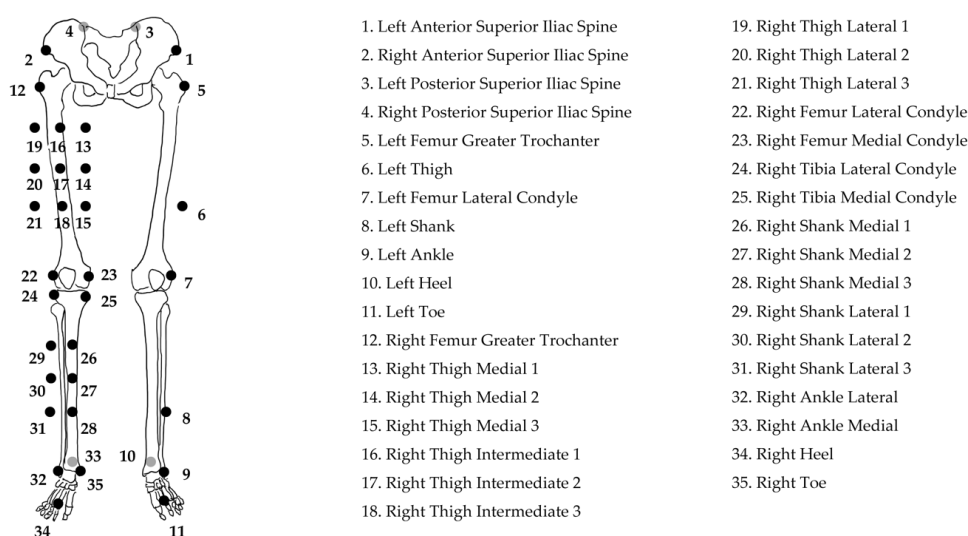 4 3
2 1
12 5
19 16 13
20 17 14
21 18 15 6
22 23 7
24 25
29 26
30 27
31 28 8
33 10
32 35 9
34 11
1. Left Anterior Superior Iliac Spine
2. Right Anterior Superior Iliac Spine
3. Left Posterior Superior Iliac Spine
4. Right Posterior Superior Iliac Spine
5. Left Femur Greater Trochanter
6. Left Thigh
7. Left Femur Lateral Condyle
8. Left Shank
9. Left Ankle
10. Left Heel
11. Left Toe
12. Right Femur Greater Trochanter
13. Right Thigh Medial 1
14. Right Thigh Medial 2
15. Right Thigh Medial 3
16. Right Thigh Intermediate 1
17. Right Thigh Intermediate 2
18. Right Thigh Intermediate 3
19. Right Thigh Lateral 1
20. Right Thigh Lateral 2
21. Right Thigh Lateral 3
22. Right Femur Lateral Condyle
23. Right Femur Medial Condyle
24. Right Tibia Lateral Condyle
25. Right Tibia Medial Condyle
26. Right Shank Medial 1
27. Right Shank Medial 2
28. Right Shank Medial 3
29. Right Shank Lateral 1
30. Right Shank Lateral 2
31. Right Shank Lateral 3
32. Right Ankle Lateral
33. Right Ankle Medial
34. Right Heel
35. Right Toe